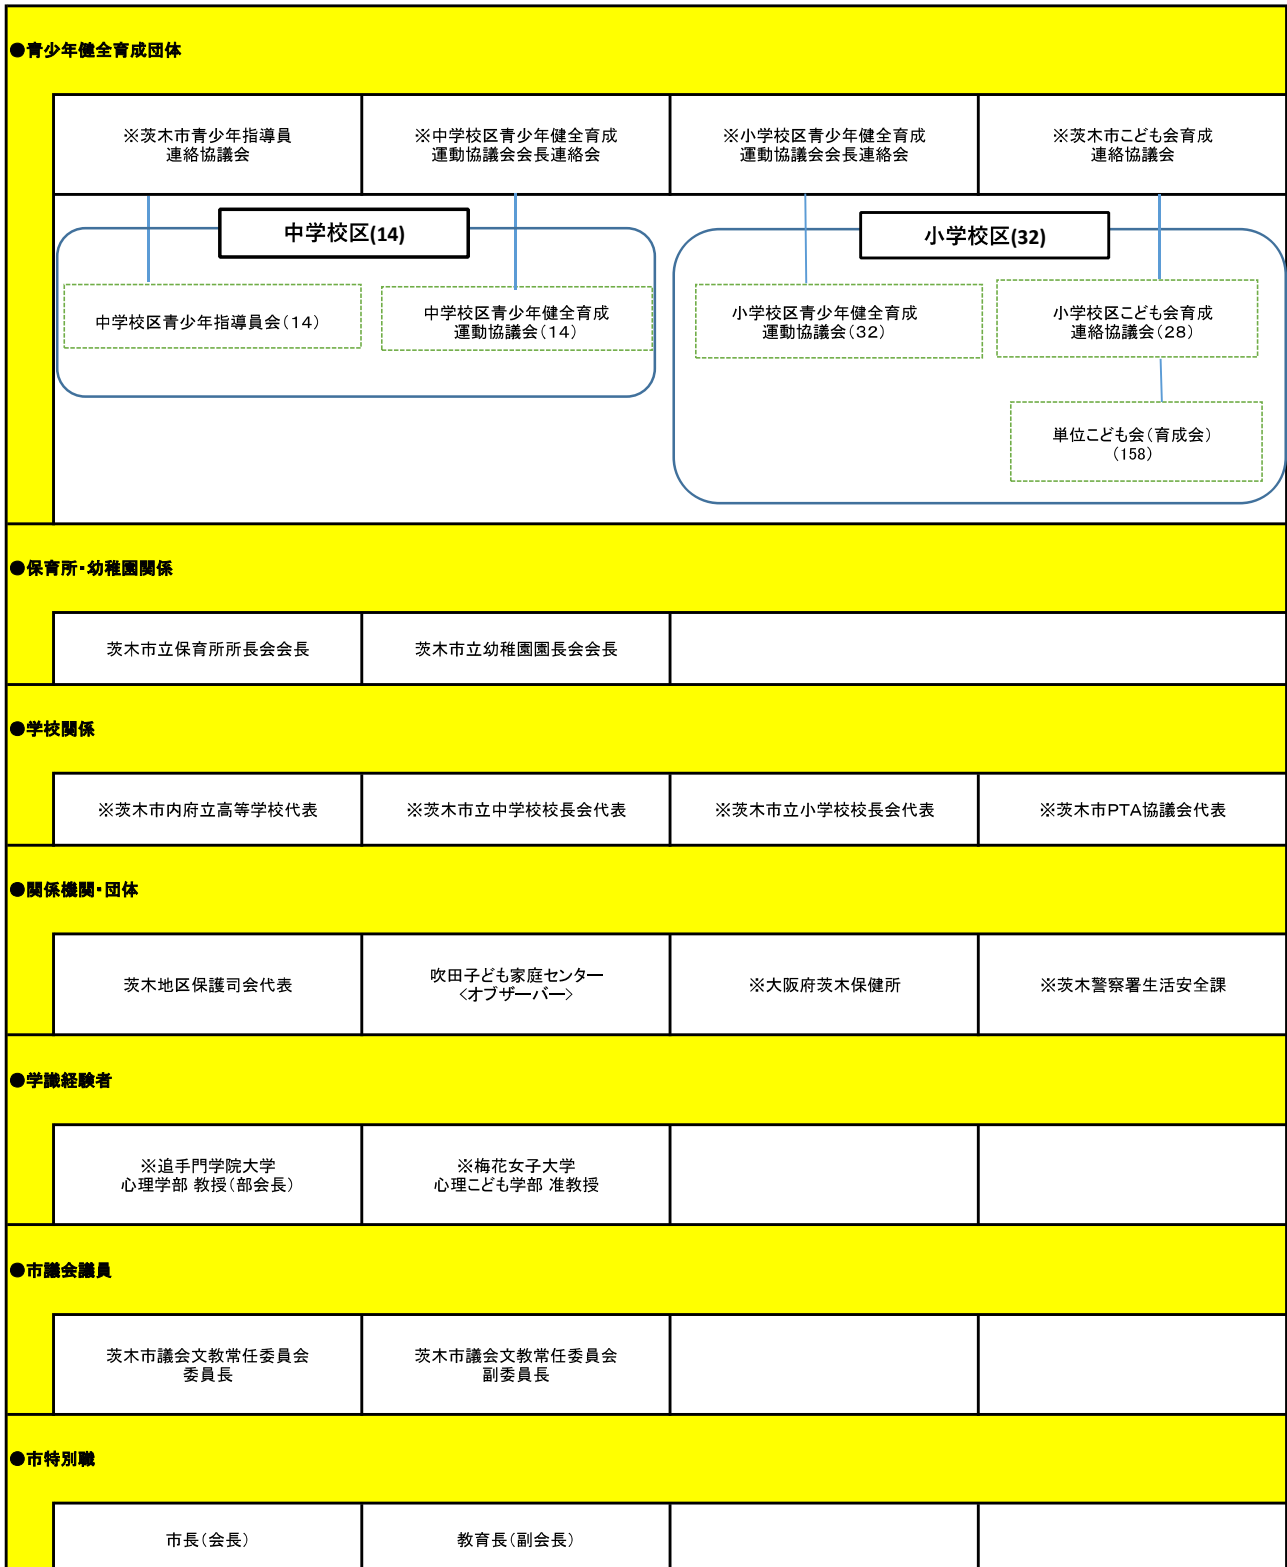 ●青少年健全育成団体
※茨木市青少年指導員
連絡協議会
※中学校区青少年健全育成
運動協議会会長連絡会
※小学校区青少年健全育成
運動協議会会長連絡会
※茨木市こども会育成
連絡協議会
中学校区(14)
小学校区(32)
中学校区青少年指導員会（14）
中学校区青少年健全育成
運動協議会（14）
小学校区青少年健全育成
運動協議会（32）
小学校区こども会育成
連絡協議会（28）
単位こども会（育成会）
（158）
●保育所・幼稚園関係
茨木市立保育所所長会会長
茨木市立幼稚園園長会会長
●学校関係
※茨木市内府立高等学校代表
※茨木市立中学校校長会代表
※茨木市立小学校校長会代表
※茨木市PTA協議会代表
●関係機関・団体
茨木地区保護司会代表
吹田子ども家庭センター
＜オブザーバー＞
※大阪府茨木保健所
※茨木警察署生活安全課
●学識経験者
※追手門学院大学
心理学部 教授（部会長）
※梅花女子大学
心理こども学部 准教授
●市議会議員
茨木市議会文教常任委員会
委員長
茨木市議会文教常任委員会
副委員長
●市特別職
市長（会長）
教育長（副会長）